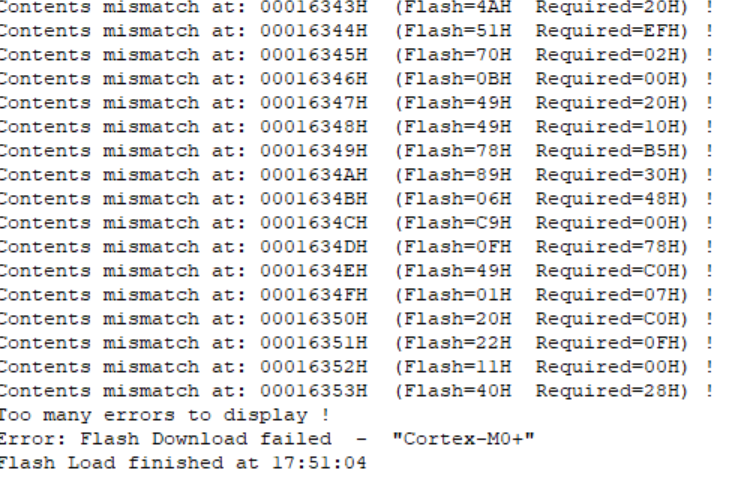 Contents mismatch at: 00016343H  (Flash=4AH  Required=20H) !
Contents mismatch at: 00016344H  (Flash=51H  Required=EFH) !
Contents mismatch at: 00016345H  (Flash=70H  Required=02H) !
Contents mismatch at: 00016346H  (Flash=0BH  Required=00H) !
Contents mismatch at: 00016347H  (Flash=49H  Required=20H) !
Contents mismatch at: 00016348H  (Flash=49H  Required=10H) !
Contents mismatch at: 00016349H  (Flash=78H  Required=B5H) !
Contents mismatch at: 0001634AH  (Flash=89H  Required=30H) !
Contents mismatch at: 0001634BH  (Flash=06H  Required=48H) !
Contents mismatch at: 0001634CH  (Flash=C9H  Required=00H) !
Contents mismatch at: 0001634DH  (Flash=0FH  Required=78H) !
Contents mismatch at: 0001634EH  (Flash=49H  Required=C0H) !
Contents mismatch at: 0001634FH  (Flash=01H  Required=07H) !
Contents mismatch at: 00016350H  (Flash=20H  Required=C0H) !
Contents mismatch at: 00016351H  (Flash=22H  Required=0FH) !
Contents mismatch at: 00016352H  (Flash=11H  Required=00H) !
Contents mismatch at: 00016353H  (Flash=40H  Required=28H) !
Too many errors to display !
Error: Flash Download failed  -  "Cortex-M0+"
Flash Load finished at 17:51:04